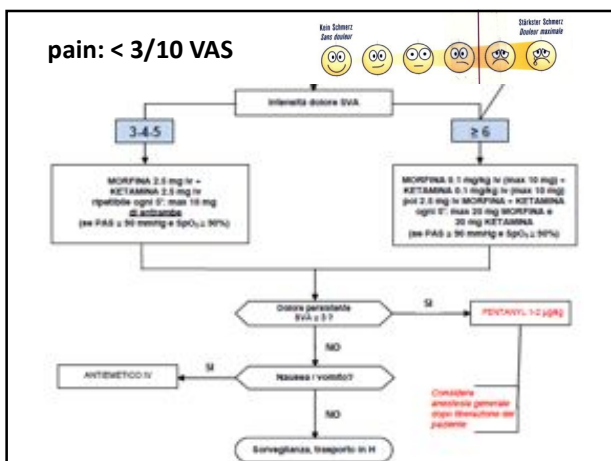 pain: < 3/10 VAS
Kein Schmerz
Sans douleur
Stärkster Schmerz
Douleur maximale
Intensità dolore SVA
3-4-5
≥ 6
MORFINA 2.5 mg iv +
KETAMINA 2.5 mg iv
ripetibile ogni 5': max 10 mg
di entrambe
(se PAS ≥ 90 mmHg e SpO₂ ≥ 90%)
MORFINA 0.1 mg/kg iv (max 10 mg) +
KETAMINA 0.1 mg/kg iv (max 10 mg)
poi 2.5 mg iv MORFINA + KETAMINA
ogni 5': max 20 mg MORFINA e
20 mg KETAMINA
(se PAS ≥ 90 mmHg e SpO₂ ≥ 90%)
Dolore persistente
SVA ≥ 3 ?
SI
FENTANYL 1-2 µg/kg
NO
ANTIEMETICO IV
SI
Nausea / vomito?
Considera
anestesia generale
dopo liberazione del
paziente
NO
Sorveglianza, trasporto in H